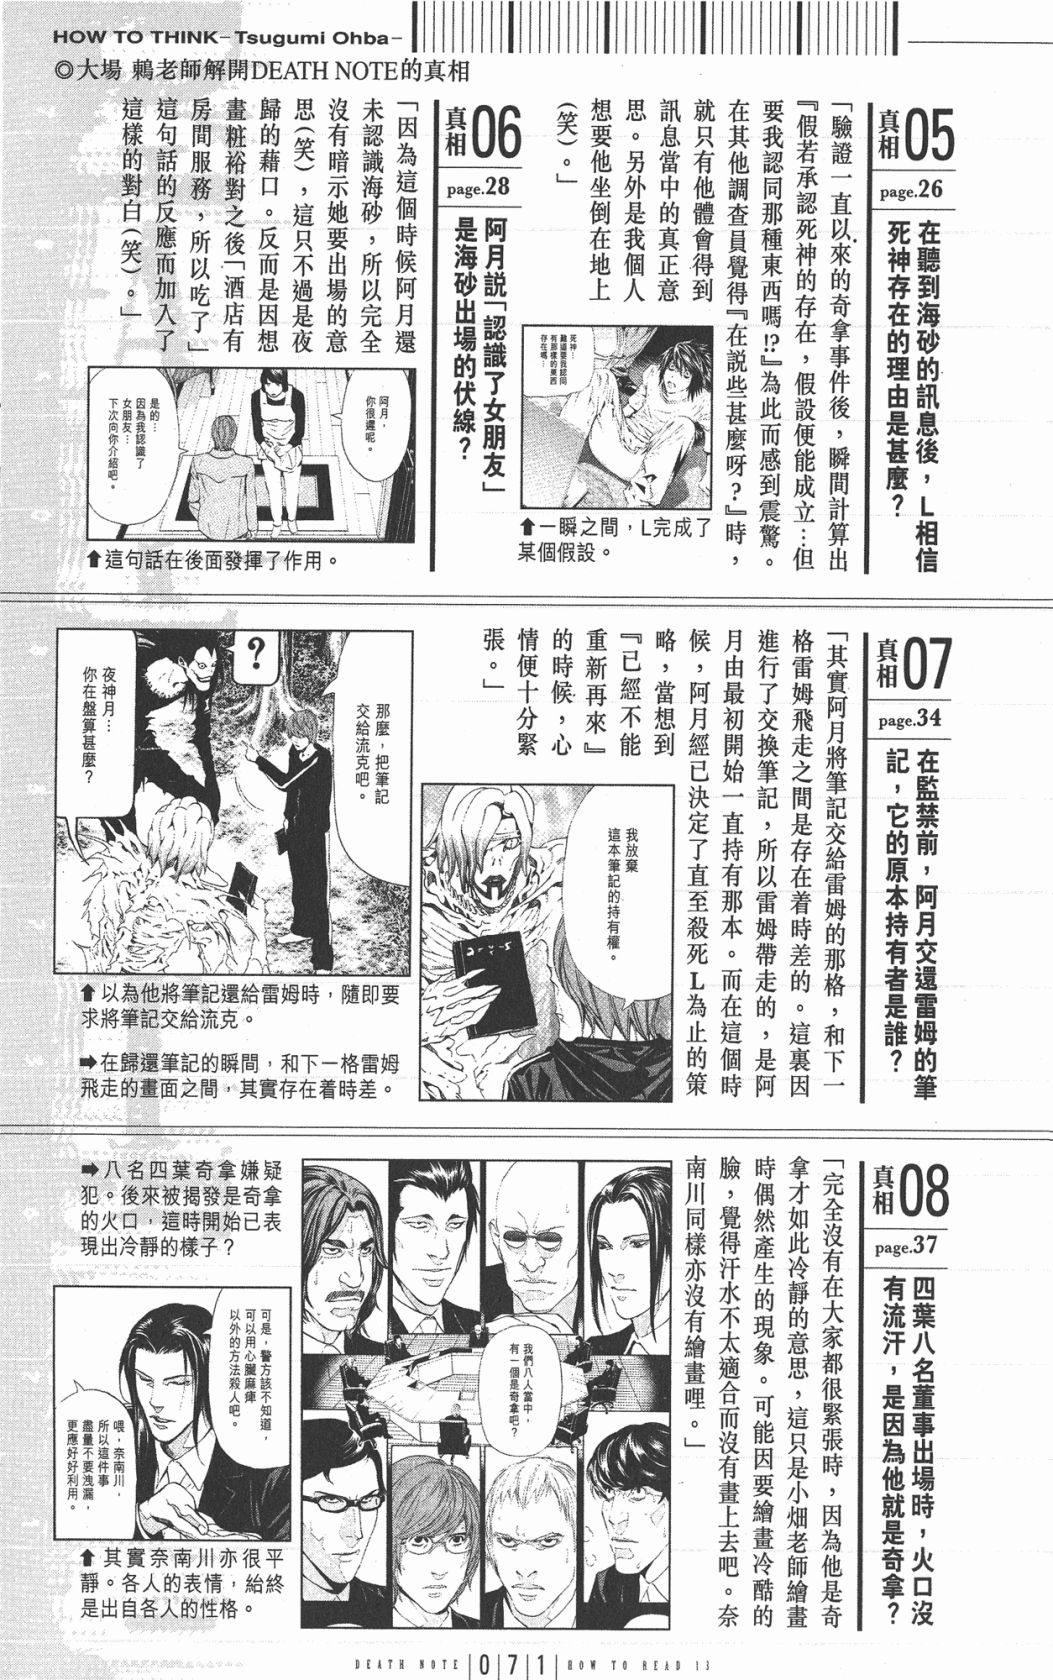 HOW TO THINK–Tsugumi Ohba–
◎大場 鶇老師解開DEATH NOTE的真相
真相05
page.26
在聽到海砂的訊息後，L相信
死神存在的理由是甚麼？
「驗證一直以來的奇拿事件後，瞬間計算出
『假若承認死神的存在，假設便能成立…但
要我認同那種東西嗎!?』為此而感到震驚。
在其他調查員覺得『在說些甚麼呀？』時，
就只有他體會得到
訊息當中的真正意
思。另外是我個人
想要他坐倒在地上
(笑)。」
死神…
難道要我認同
有那樣的東西
存在嗎…
⬆一瞬之間，L完成了
某個假設。
真相06
page.28
阿月說「認識了女朋友」
是海砂出場的伏線？
「因為這個時候阿月還
未認識海砂，所以完全
沒有暗示她要出場的意
思(笑)，這只不過是夜
歸的藉口。反而是因想
畫粧裕對之後「酒店有
房間服務，所以吃了」
這句話的反應而加入了
這樣的對白(笑)。」
阿月，
你很遲呢。
是的…
因為我認識了
女朋友…
下次向你介紹吧。
⬆這句話在後面發揮了作用。
真相07
page.34
在監禁前，阿月交還雷姆的筆
記，它的原本持有者是誰？
「其實阿月將筆記交給雷姆的那格，和下一
格雷姆飛走之間是存在着時差的。這裏因
進行了交換筆記，所以雷姆帶走的，是阿
月由最初開始一直持有那本。而在這個時
候，阿月經已決定了直至殺死L為止的策
略，當想到
『已經不能
重新再來』
的時候，心
情便十分緊
張。」
我放棄
這本筆記的持有權。
那麼，把筆記
交給流克吧。
?
夜神月…
你在盤算甚麼？
⬆以為他將筆記還給雷姆時，隨即要
求將筆記交給流克。
➡在歸還筆記的瞬間，和下一格雷姆
飛走的畫面之間，其實存在着時差。
真相08
page.37
四葉八名董事出場時，火口沒
有流汗，是因為他就是奇拿？
「完全沒有在大家都很緊張時，因為他是奇
拿才如此冷靜的意思，這只是小畑老師繪畫
時偶然產生的現象。可能因要繪畫冷酷的
臉，覺得汗水不太適合而沒有畫上去吧。奈
南川同樣亦沒有繪畫哩。」
我們八人當中，
有一個是奇拿吧？
➡八名四葉奇拿嫌疑
犯。後來被揭發是奇拿
的火口，這時開始已表
現出冷靜的樣子？
可是，警方該不知道，
可以用心臟麻痺
以外的方法殺人吧。
喂，奈南川，
所以這件事
盡量不要洩漏，
更應好好利用。
⬆其實奈南川亦很平
靜。各人的表情，始終
是出自各人的性格。
DEATH NOTE |0|7|1| HOW TO READ 13